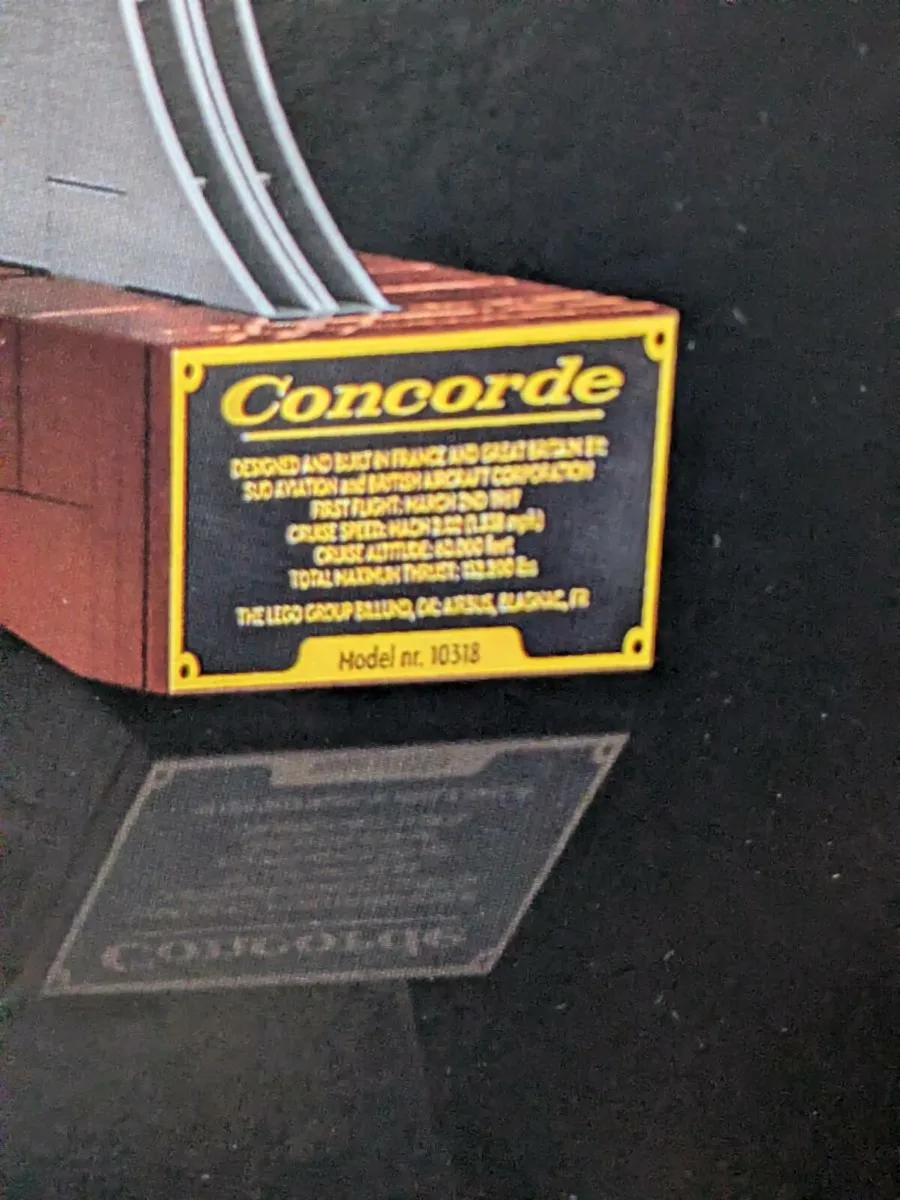 Concorde
DESIGNED AND BUILT IN FRANCE AND GREAT BRITAIN BY:
SUD AVIATION and BRITISH AIRCRAFT CORPORATION
FIRST FLIGHT: MARCH 2ND 1969
CRUISE SPEED: MACH 2.02 mph)
CRUISE ALTITUDE: 60.000 feet
TOTAL MAXIMUM THRUST: lbs
THE LEGO GROUP BILLUND, DK; AIRBUS, BLAGNAC, FR
Model nr. 10318